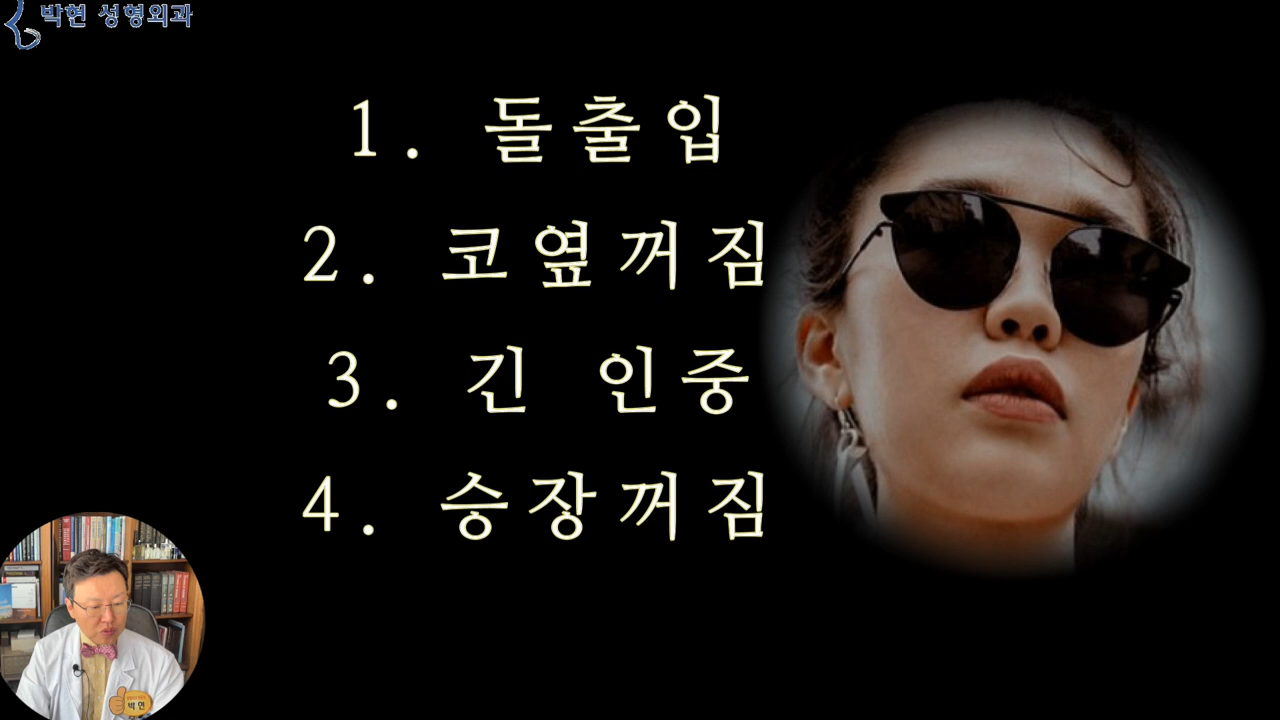 박현 성형외과
1. 돌출입
2. 코옆꺼짐
3. 긴 인중
4. 승장꺼짐